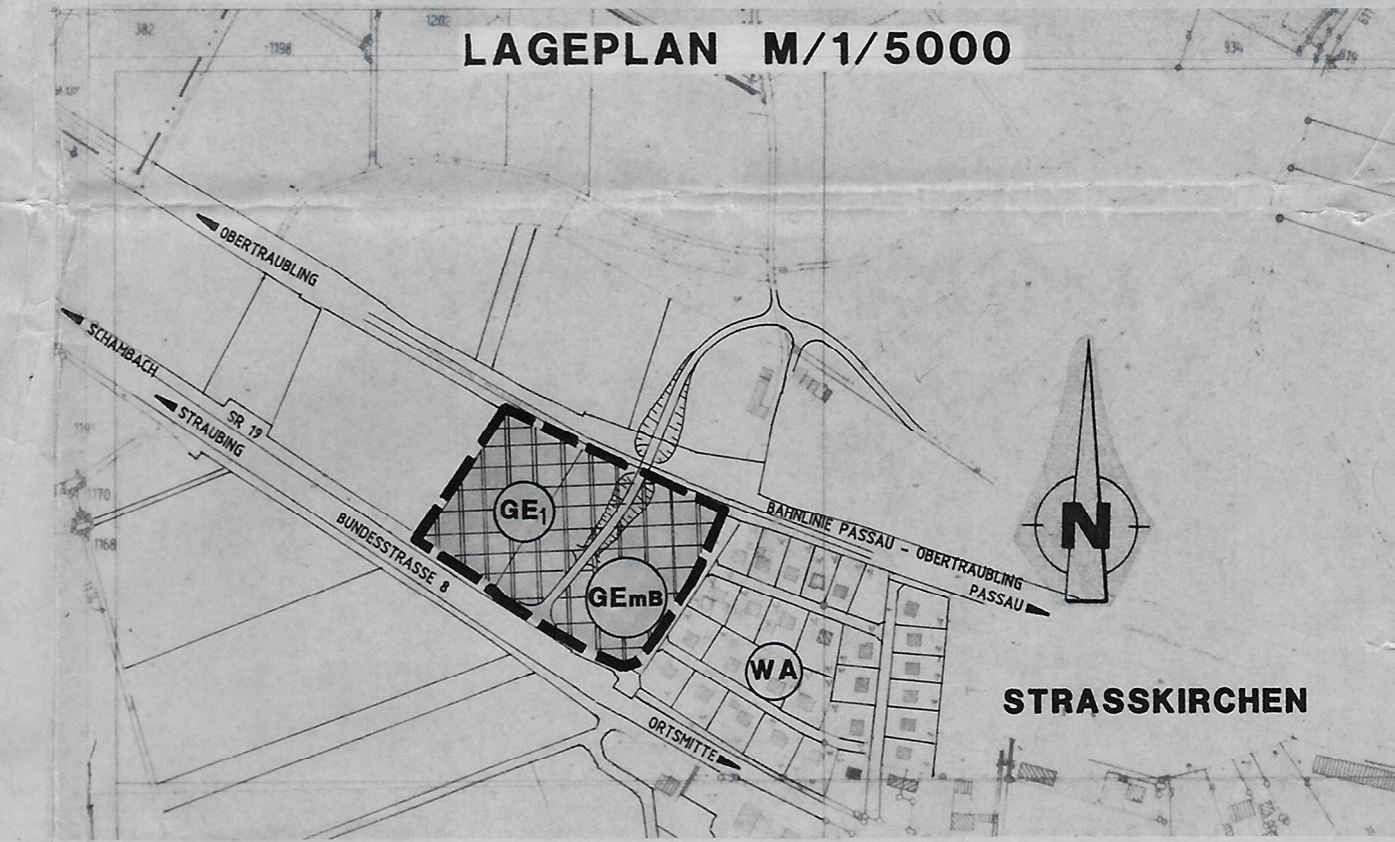 382
1198
1202
LAGEPLAN M/1/5000
934
OBERTRAUBLING
SCHAMBACH
SR 19
STRAUBING
BUNDESSTRASSE 8
GE1
GEmB
BAHNLINIE PASSAU - OBERTRAUBLING
PASSAU
N
WA
STRASSKIRCHEN
ORTSMITTE
1170
1168